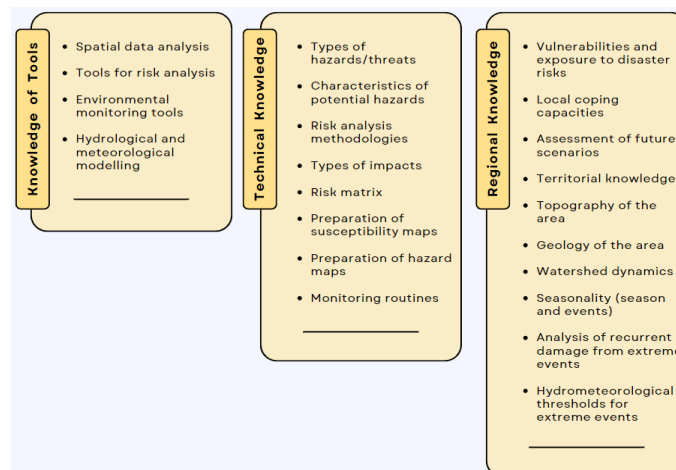 Knowledge of Tools
• Spatial data analysis
• Tools for risk analysis
• Environmental
monitoring tools
• Hydrological and
meteorological
modelling
Technical Knowledge
• Types of
hazards/threats
• Characteristics of
potential hazards
• Risk analysis
methodologies
• Types of impacts
• Risk matrix
• Preparation of
susceptibility maps
• Preparation of hazard
maps
• Monitoring routines
Regional Knowledge
• Vulnerabilities and
exposure to disaster
risks
• Local coping
capacities
• Assessment of future
scenarios
• Territorial knowledge
• Topography of the
area
• Geology of the area
• Watershed dynamics
• Seasonality (season
and events)
• Analysis of recurrent
damage from extreme
events
• Hydrometeorological
thresholds for
extreme events